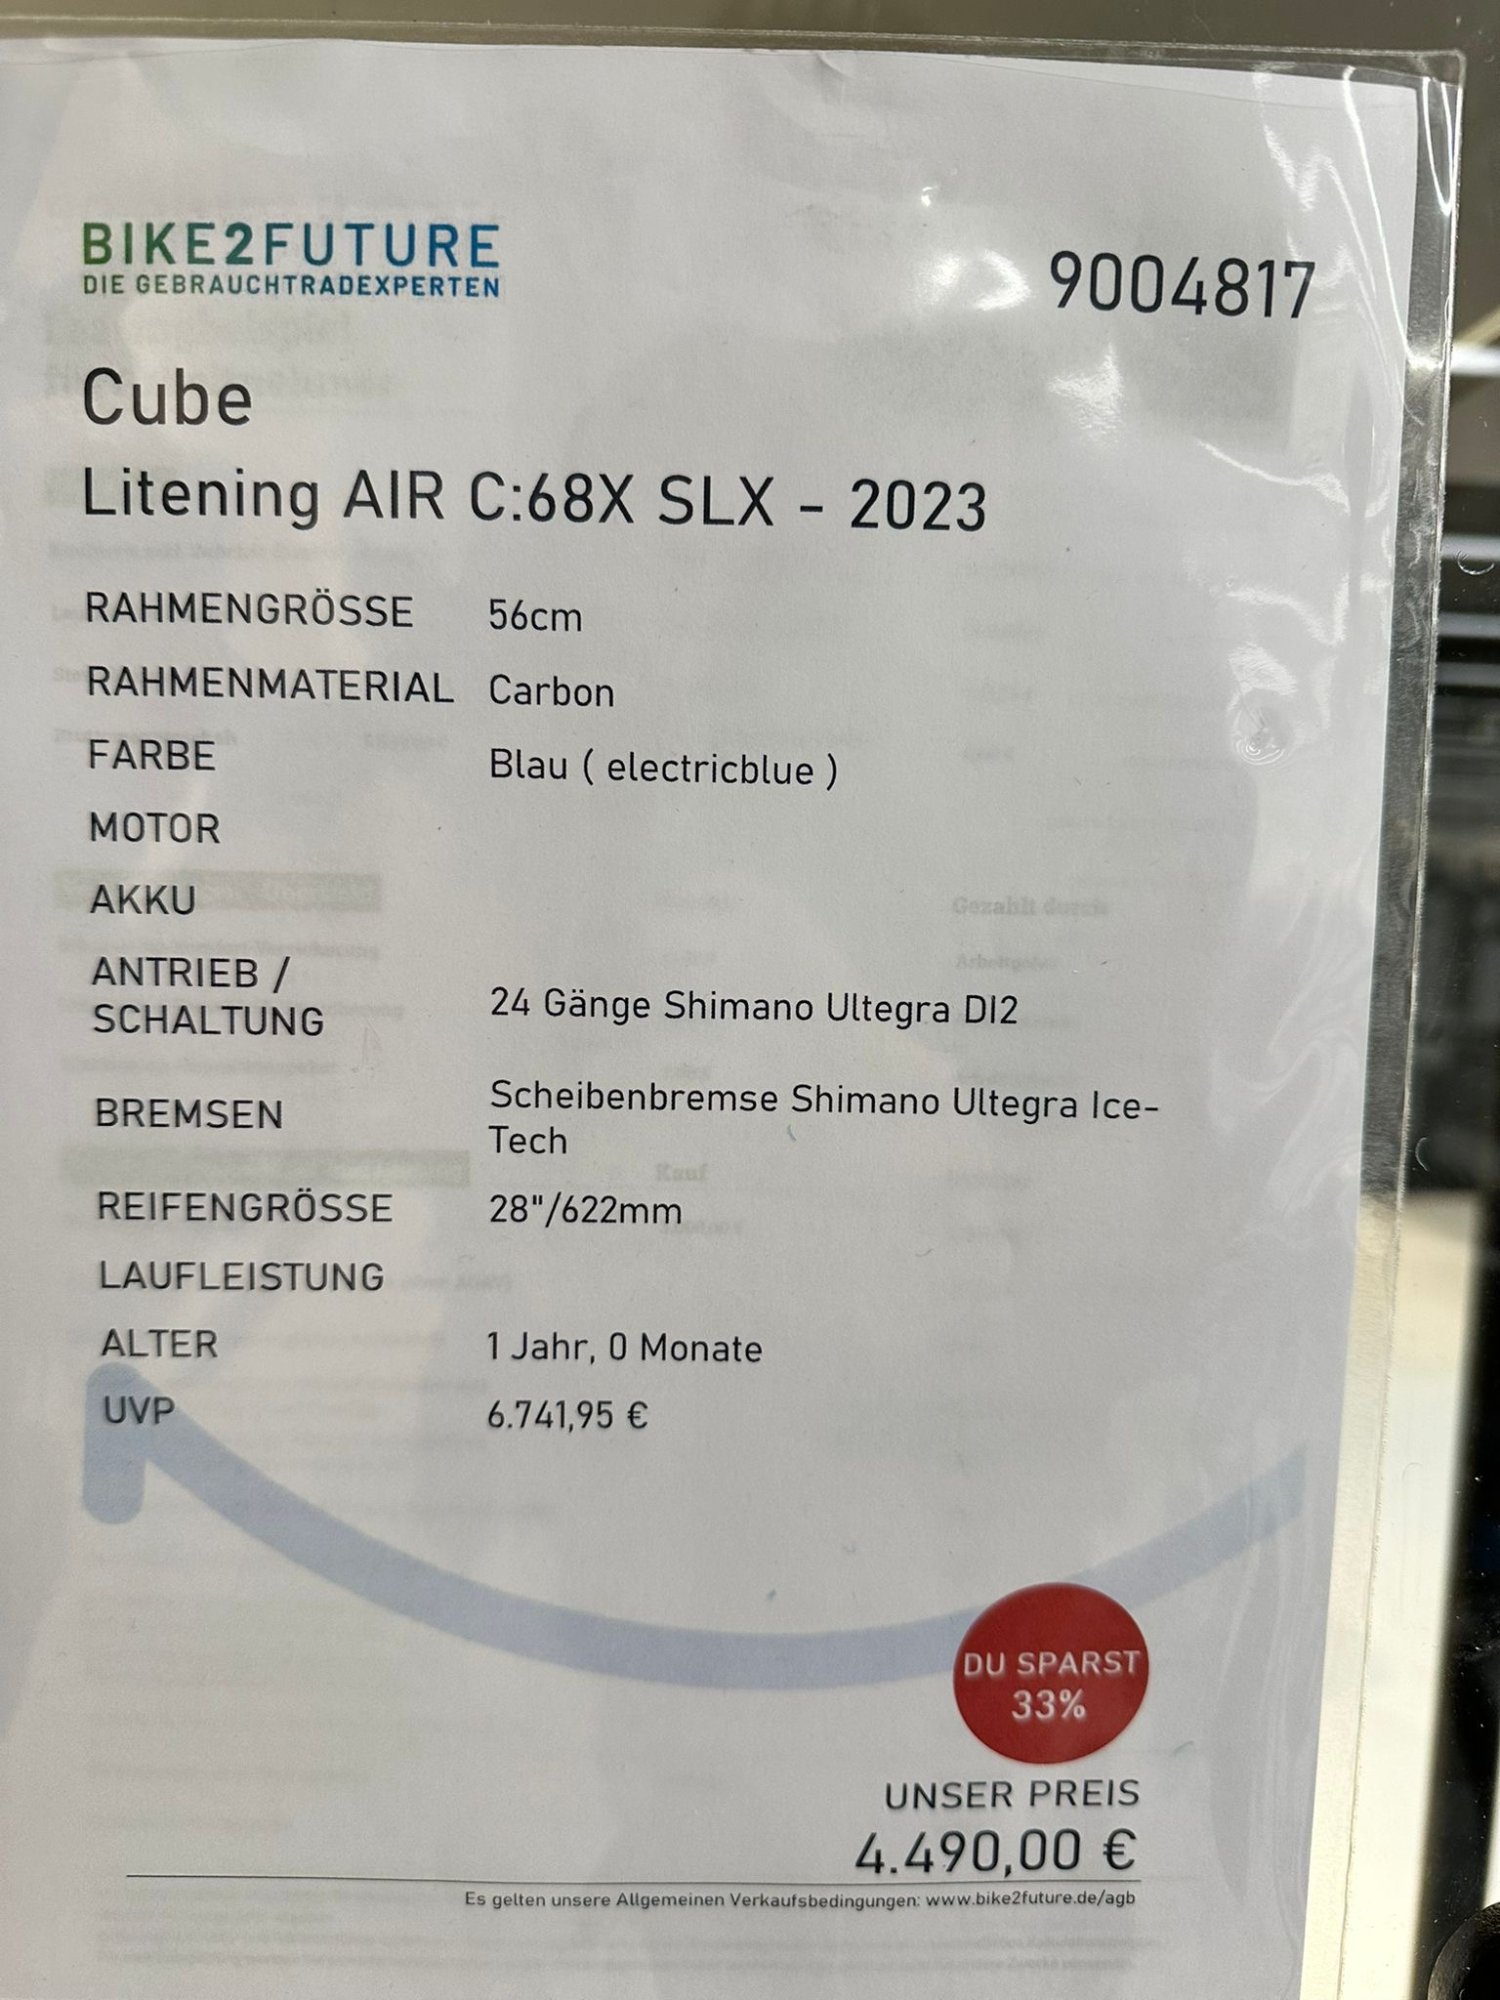 BIKE2FUTURE
DIE GEBRAUCHTRADEXPERTEN
9004817
Cube
Litening AIR C:68X SLX - 2023
RAHMENGRÖSSE 56cm
RAHMENMATERIAL Carbon
FARBE Blau ( electricblue )
MOTOR
AKKU
ANTRIEB /
SCHALTUNG 24 Gänge Shimano Ultegra DI2
BREMSEN Scheibenbremse Shimano Ultegra Ice-
Tech
REIFENGRÖSSE 28"/622mm
LAUFLEISTUNG
ALTER 1 Jahr, 0 Monate
UVP 6.741,95 €
DU SPARST
33%
UNSER PREIS
4.490,00 €
Es gelten unsere Allgemeinen Verkaufsbedingungen: www.bike2future.de/agb